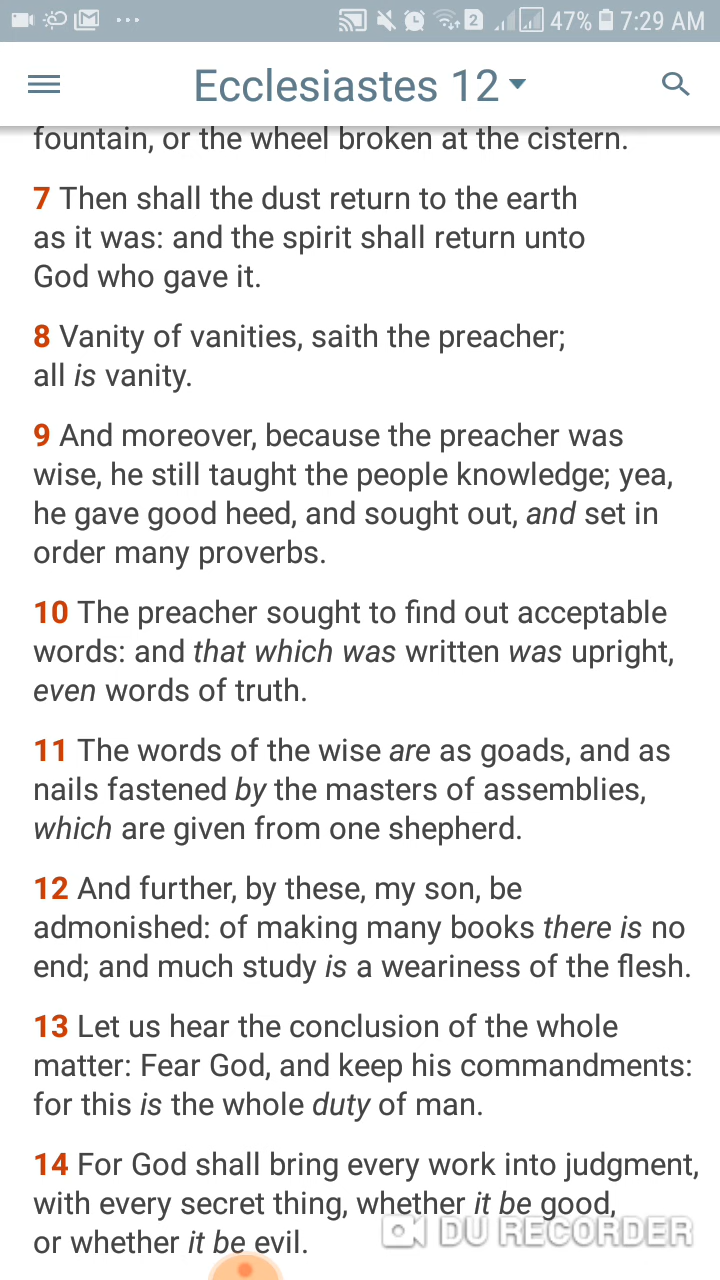 2 47% 7:29 AM
Ecclesiastes 12
fountain, or the wheel broken at the cistern.
7 Then shall the dust return to the earth
as it was: and the spirit shall return unto
God who gave it.
8 Vanity of vanities, saith the preacher;
all is vanity.
9 And moreover, because the preacher was
wise, he still taught the people knowledge; yea,
he gave good heed, and sought out, and set in
order many proverbs.
10 The preacher sought to find out acceptable
words: and that which was written was upright,
even words of truth.
11 The words of the wise are as goads, and as
nails fastened by the masters of assemblies,
which are given from one shepherd.
12 And further, by these, my son, be
admonished: of making many books there is no
end; and much study is a weariness of the flesh.
13 Let us hear the conclusion of the whole
matter: Fear God, and keep his commandments:
for this is the whole duty of man.
14 For God shall bring every work into judgment,
with every secret thing, whether it be good,
or whether it be evil.
DU RECORDER